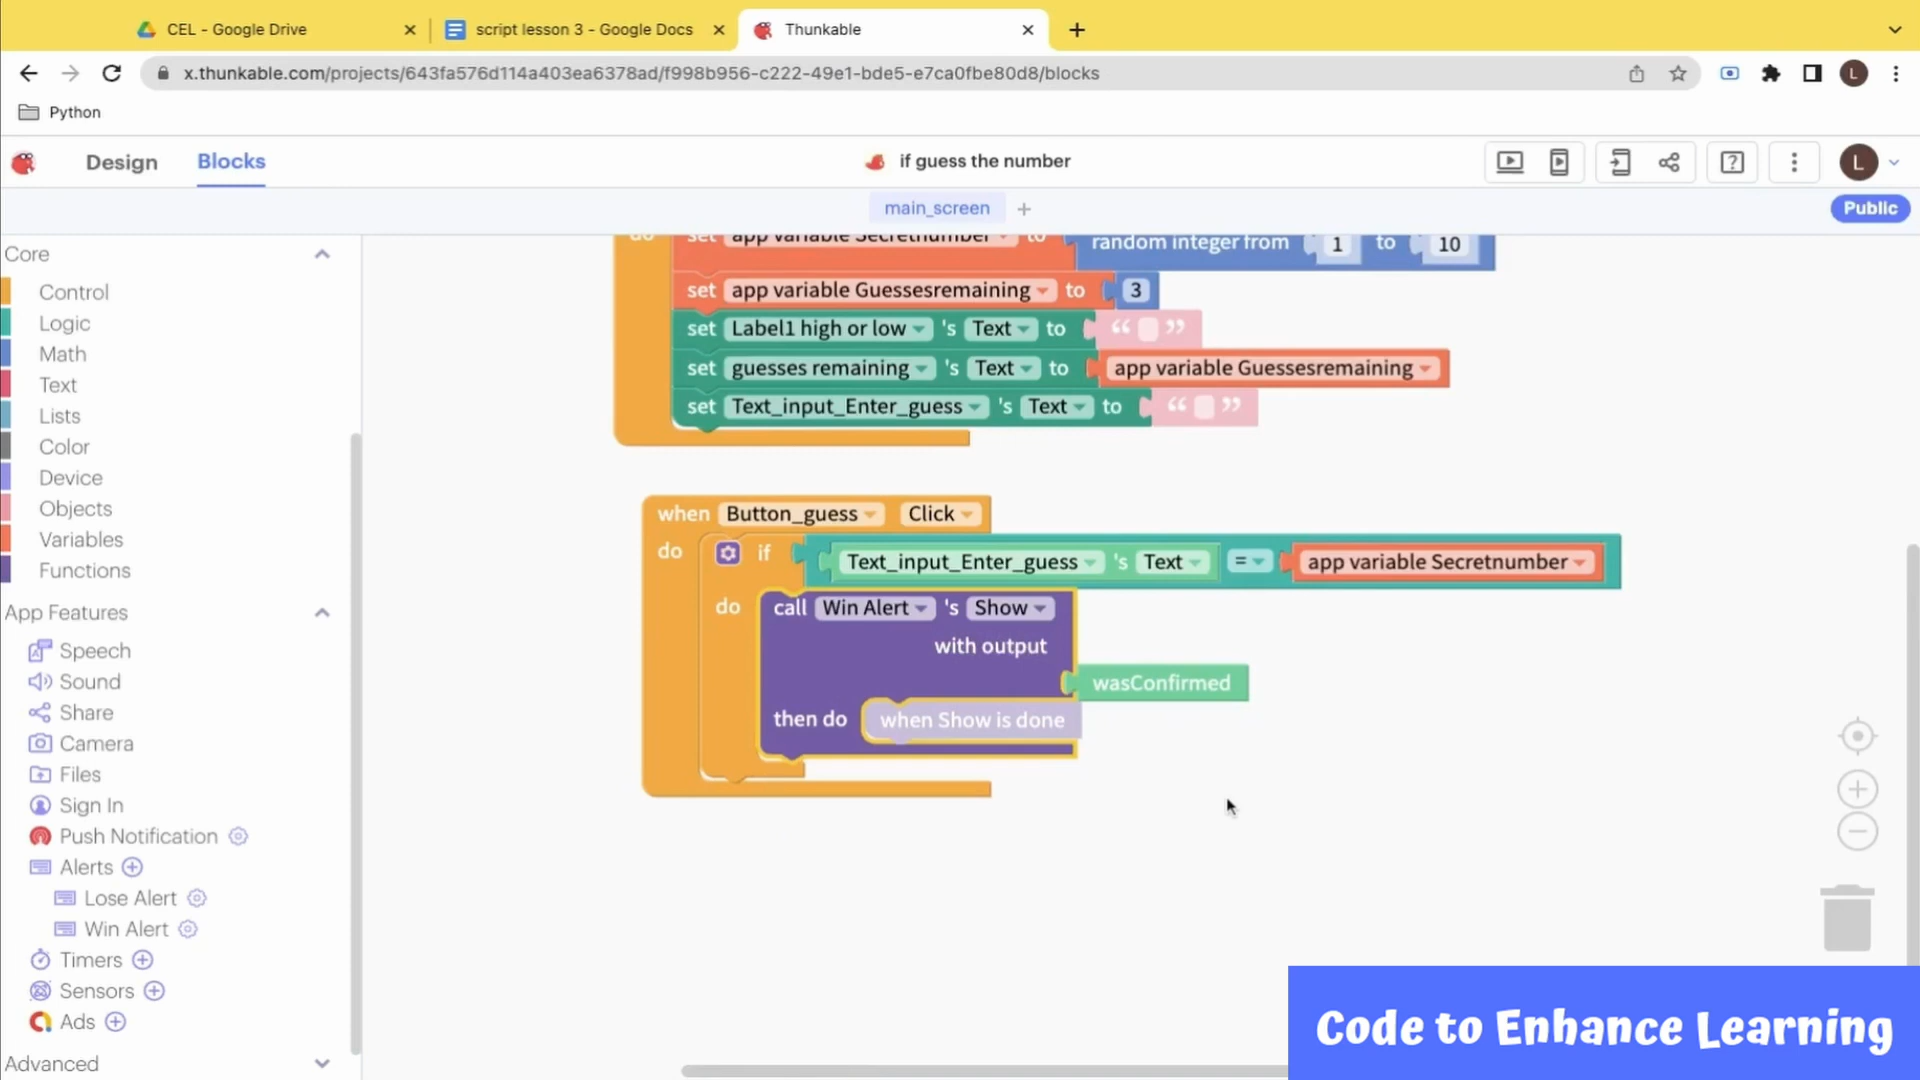 CEL - Google Drive
script lesson 3 - Google Docs
Thunkable
x.thunkable.com/projects/643fa576d114a403ea6378ad/f998b956-c222-49e1-bde5-e7ca0fbe80d8/blocks
L
Python
Design
Blocks
if guess the number
L
main_screen +
Public
Core
Control
Logic
Math
Text
Lists
Color
Device
Objects
Variables
Functions
App Features
Speech
Sound
Share
Camera
Files
Sign In
Push Notification
Alerts
Lose Alert
Win Alert
Timers
Sensors
Ads
Advanced
do set app variable Secretnumber to random integer from 1 to 10
set app variable Guessesremaining to 3
set Label1 high or low 's Text to “ ”
set guesses remaining 's Text to app variable Guessesremaining
set Text_input_Enter_guess 's Text to “ ”
when Button_guess Click
do if Text_input_Enter_guess 's Text = app variable Secretnumber
do call Win Alert 's Show
with output
wasConfirmed
then do when Show is done
Code to Enhance Learning